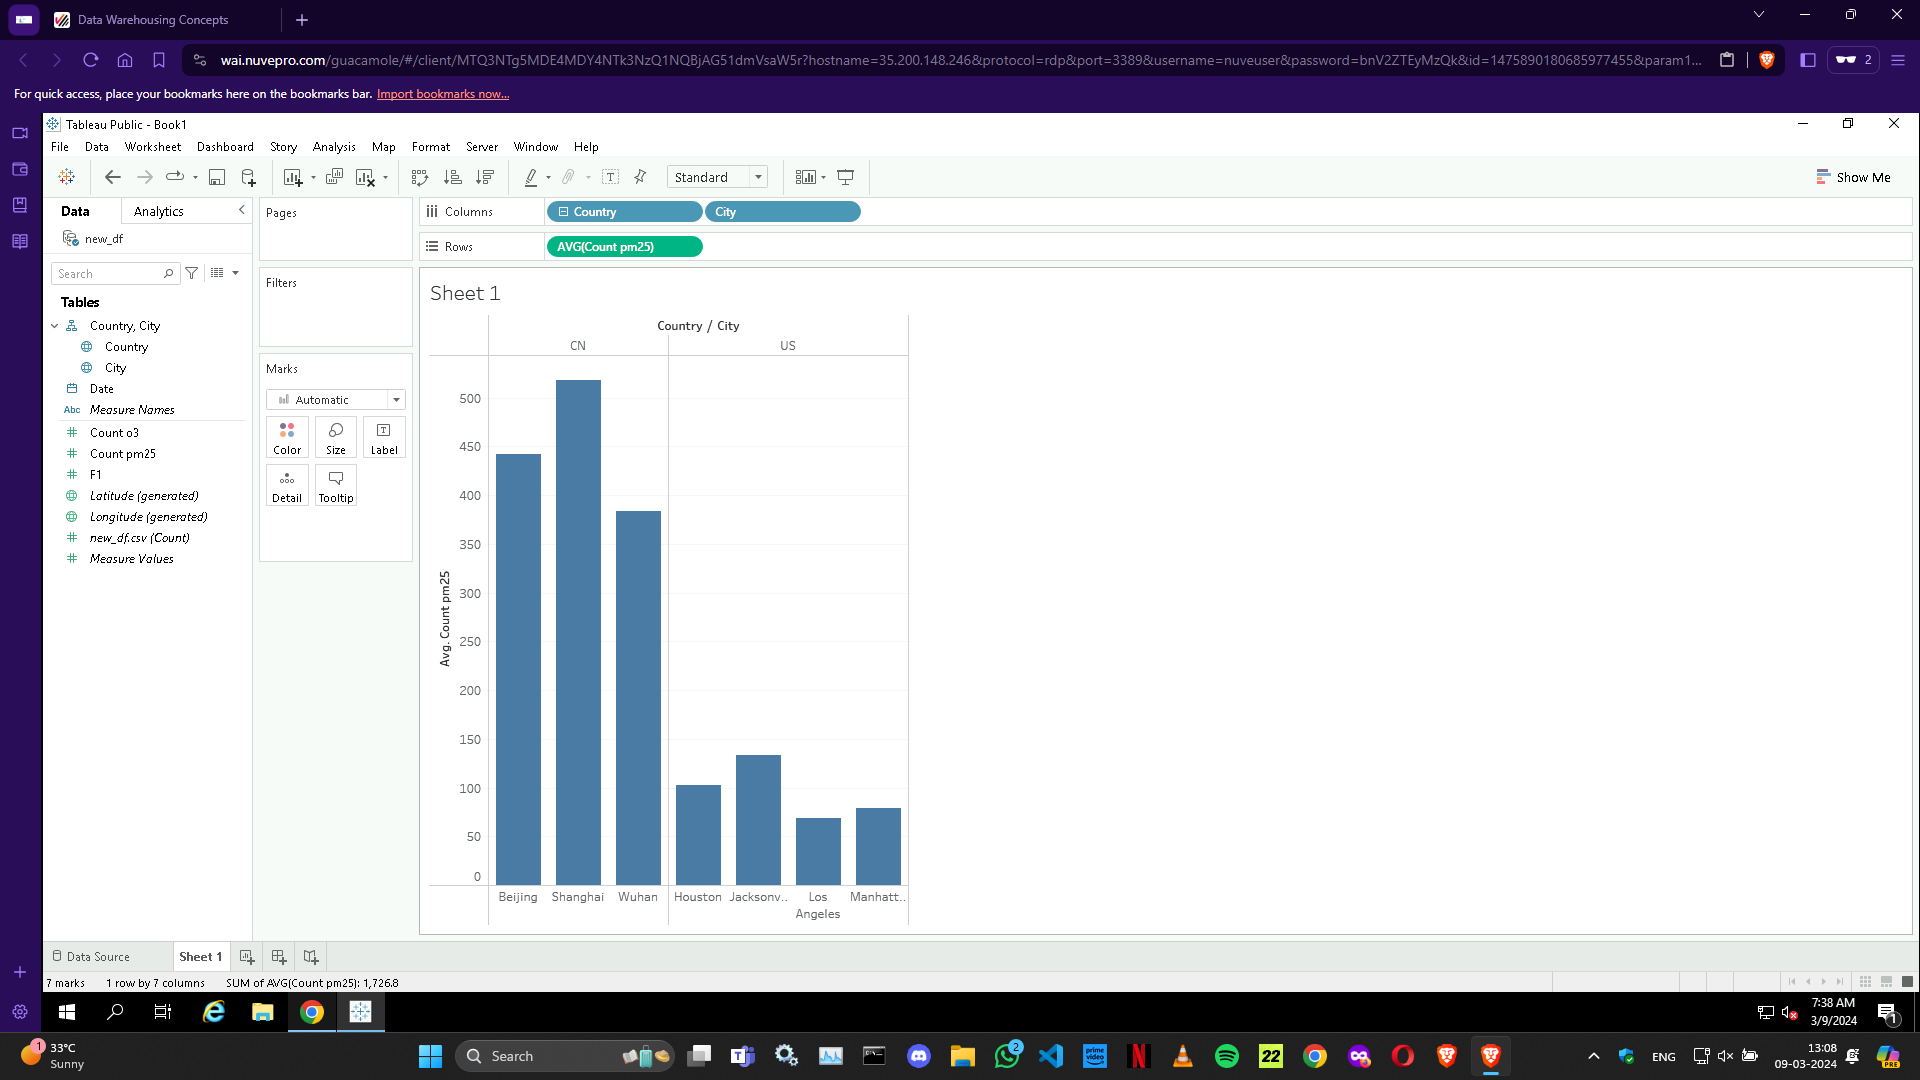 Data Warehousing Concepts
wai.nuvepro.com/guacamole/#/client/MTQ3NTg5MDE4MDY4NTk3NzQ1NQBjAG51dmVsaW5r?hostname=35.200.148.246&protocol=rdp&port=3389&username=nuveuser&password=bnV2ZTEyMzQk&id=1475890180685977455&param1...
2
For quick access, place your bookmarks here on the bookmarks bar. Import bookmarks now...
Tableau Public - Book1
File Data Worksheet Dashboard Story Analysis Map Format Server Window Help
Standard
Show Me
Data Analytics
Pages
Columns Country City
new_df
Rows AVG(Count pm25)
Search
Filters
Sheet 1
Tables
Country, City
Country
City
Date
Abc Measure Names
Count o3
Count pm25
F1
Latitude (generated)
Longitude (generated)
new_df.csv (Count)
Measure Values
Marks
Automatic
Color Size Label
Detail Tooltip
Country / City
CN US
500
450
400
350
300
250
200
150
100
50
0
Avg. Count pm25
Beijing Shanghai Wuhan Houston Jacksonv.. Los Angeles Manhatt..
Data Source Sheet 1
7 marks 1 row by 7 columns SUM of AVG(Count pm25): 1,726.8
7:38 AM
3/9/2024
1
1
33°C
Sunny
Search
2
prime video
22
PRE
ENG
13:08
09-03-2024